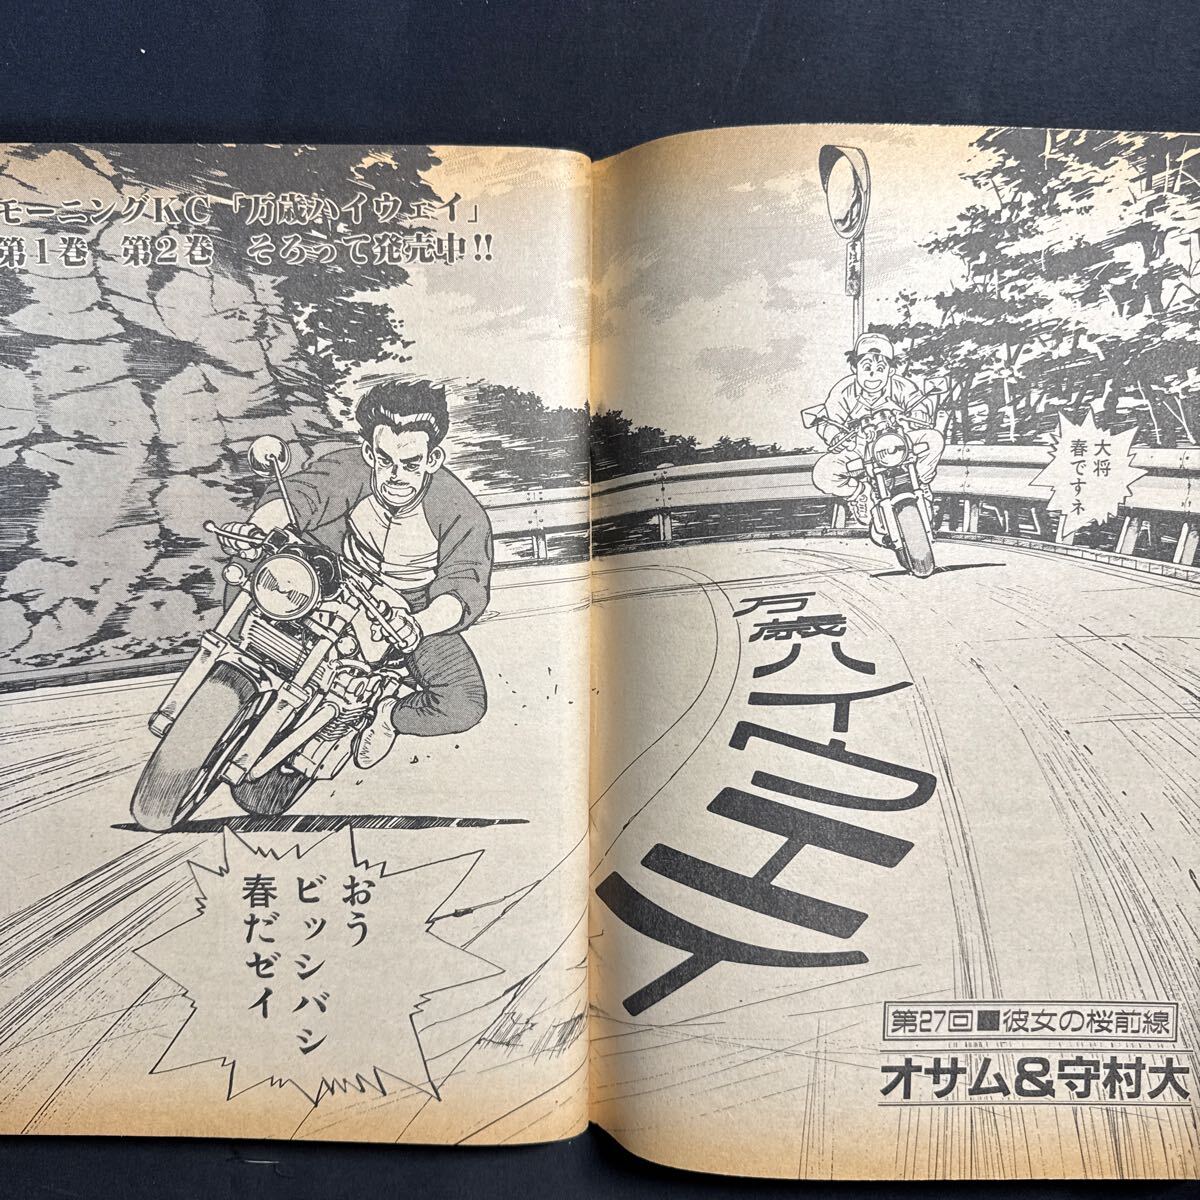 モーニングKC「万歳ハイウェイ」
第1巻 第2巻 そろって発売中!!
大将
春ですネ
万歳ハイウェイ
おう
ビッシバシ
春だゼイ
第27回■彼女の桜前線
オサム&守村大